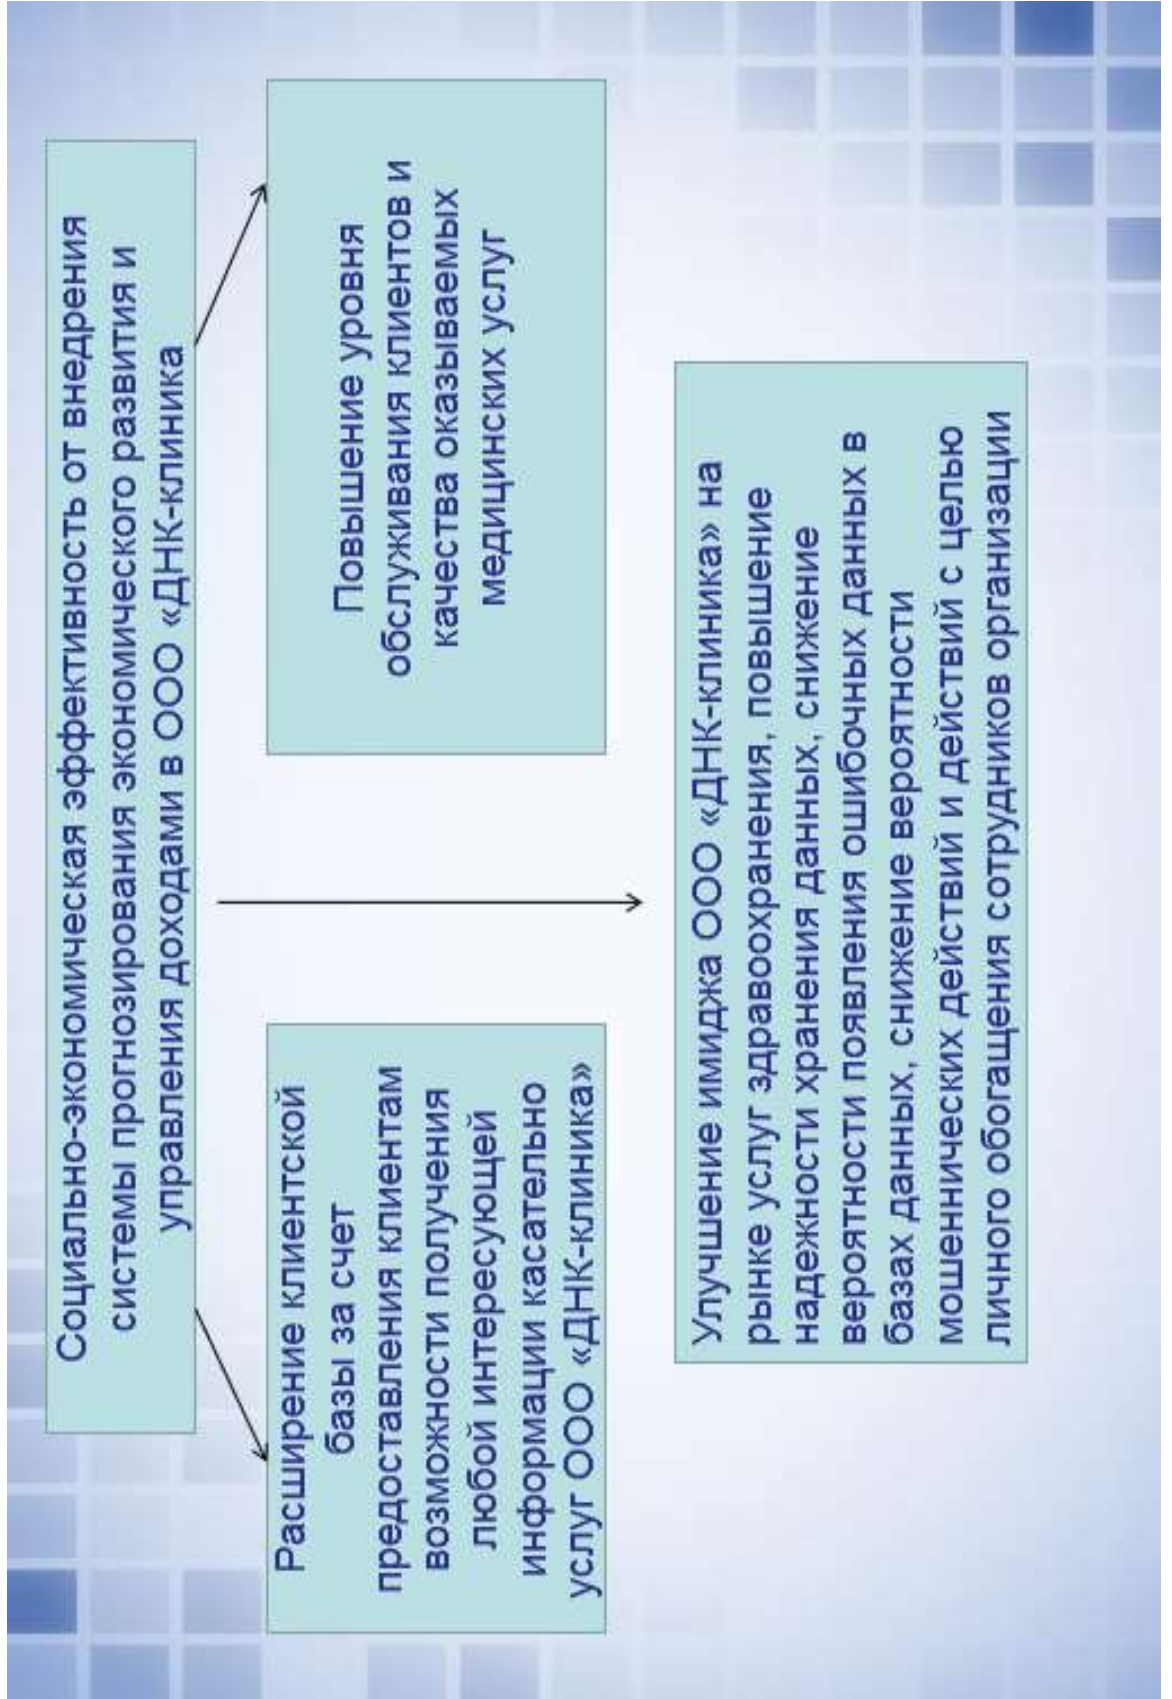 Социально-экономическая эффективность от внедрения
системы прогнозирования экономического развития и
управления доходами в ООО «ДНК-клиника»
Расширение клиентской
базы за счет
предоставления клиентам
возможности получения
любой интересующей
информации касательно
услуг ООО «ДНК-клиника»
Повышение уровня
обслуживания клиентов и
качества оказываемых
медицинских услуг
Улучшение имиджа ООО «ДНК-клиника» на
рынке услуг здравоохранения, повышение
надежности хранения данных, снижение
вероятности появления ошибочных данных в
базах данных, снижение вероятности
мошеннических действий и действий с целью
личного обогащения сотрудников организации